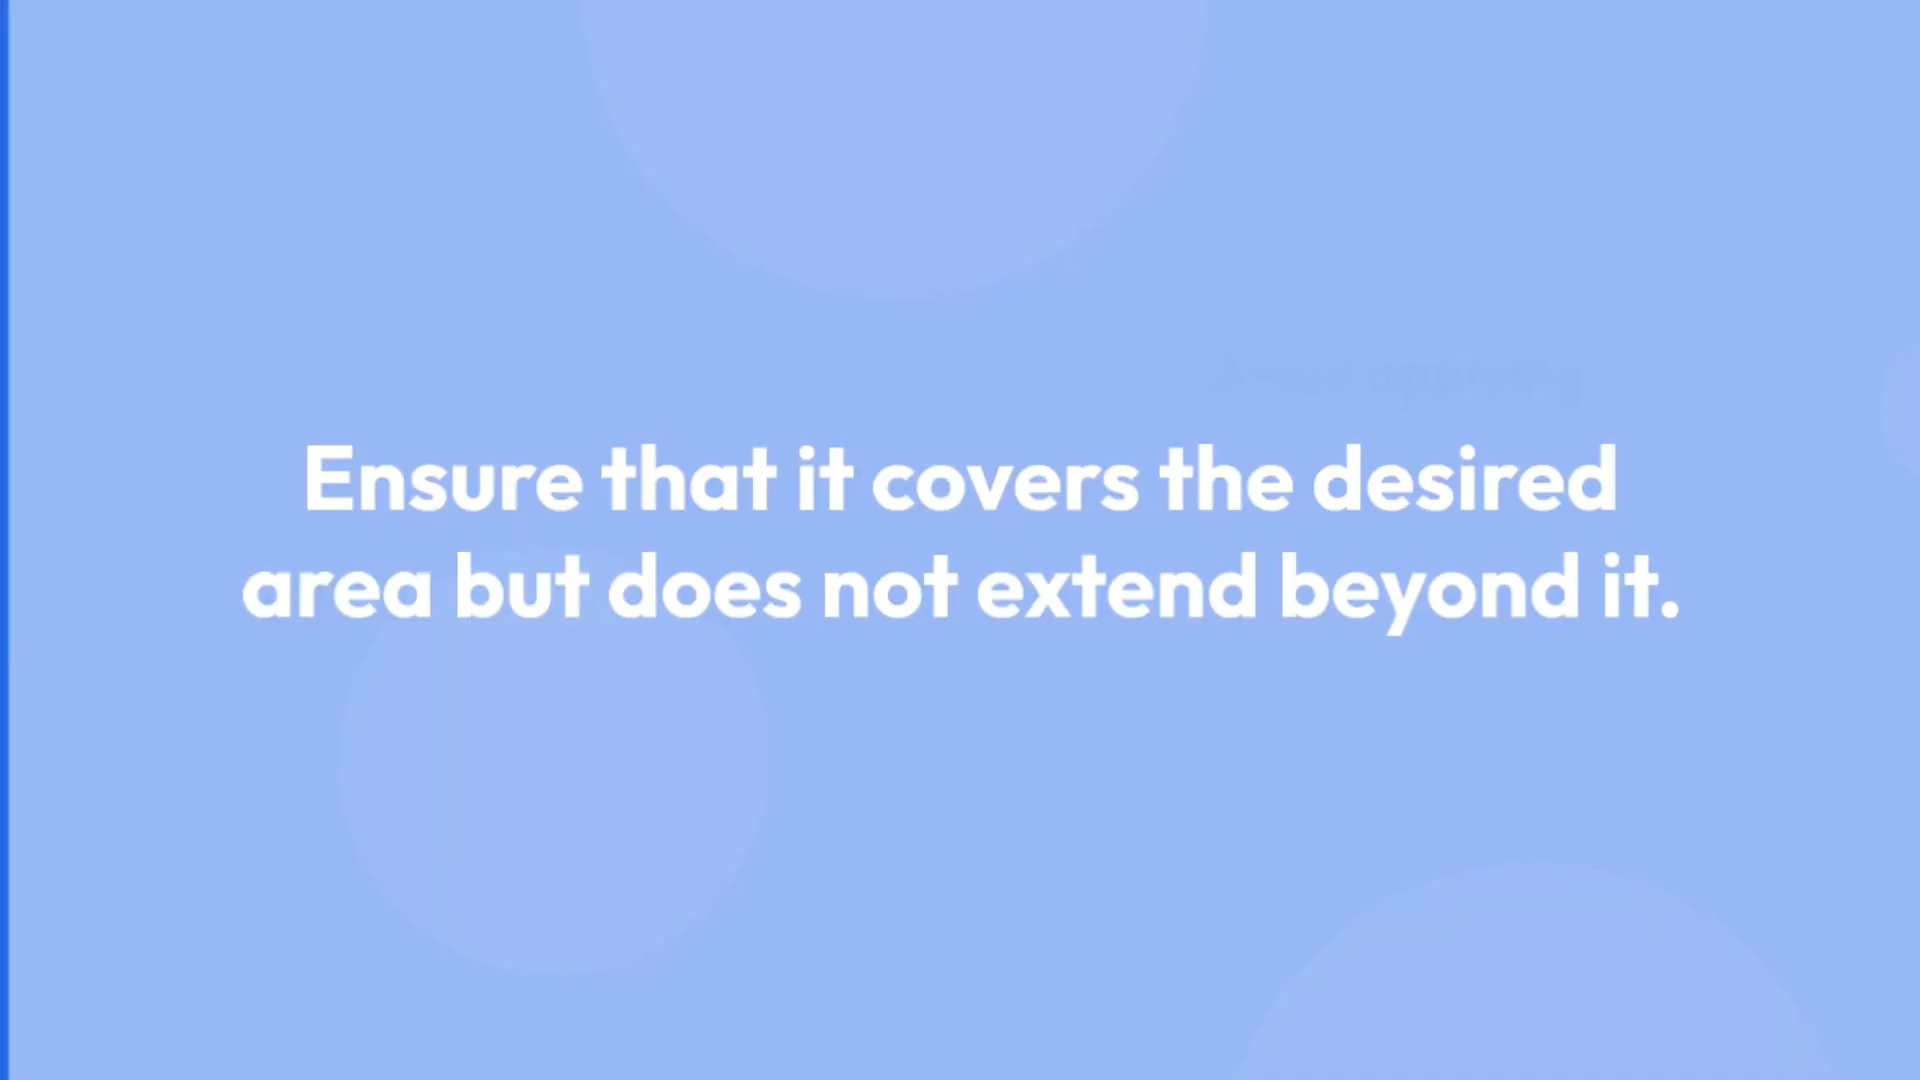 Ensure that it covers the desired
area but does not extend beyond it.